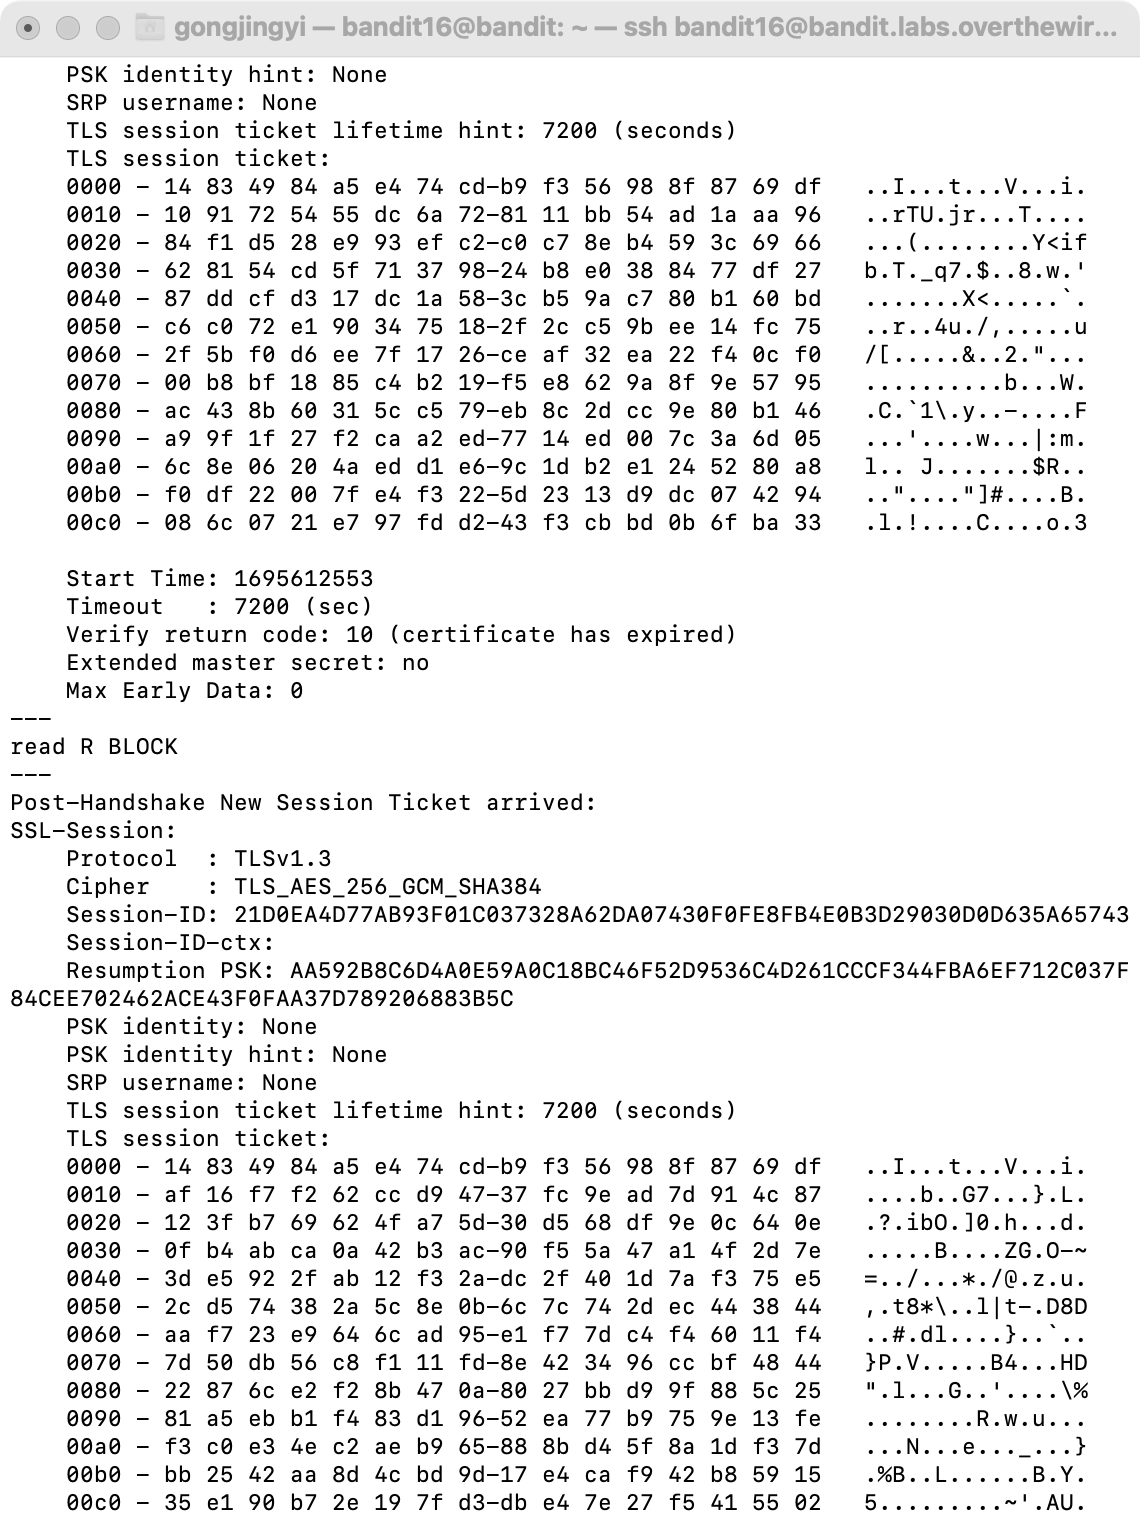 gongjingyi — bandit16@bandit: ~ — ssh bandit16@bandit.labs.overthewir...
PSK identity hint: None
SRP username: None
TLS session ticket lifetime hint: 7200 (seconds)
TLS session ticket:
0000 - 14 83 49 84 a5 e4 74 cd-b9 f3 56 98 8f 87 69 df   ..I...t...V...i.
0010 - 10 91 72 54 55 dc 6a 72-81 11 bb 54 ad 1a aa 96   ..rTU.jr...T....
0020 - 84 f1 d5 28 e9 93 ef c2-c0 c7 8e b4 59 3c 69 66   ...(........Y<if
0030 - 62 81 54 cd 5f 71 37 98-24 b8 e0 38 84 77 df 27   b.T._q7.$..8.w.'
0040 - 87 dd cf d3 17 dc 1a 58-3c b5 9a c7 80 b1 60 bd   .......X<.....`.
0050 - c6 c0 72 e1 90 34 75 18-2f 2c c5 9b ee 14 fc 75   ..r..4u./,.....u
0060 - 2f 5b f0 d6 ee 7f 17 26-ce af 32 ea 22 f4 0c f0   /[.....&..2."...
0070 - 00 b8 bf 18 85 c4 b2 19-f5 e8 62 9a 8f 9e 57 95   ..........b...W.
0080 - ac 43 8b 60 31 5c c5 79-eb 8c 2d cc 9e 80 b1 46   .C.`1\.y..-....F
0090 - a9 9f 1f 27 f2 ca a2 ed-77 14 ed 00 7c 3a 6d 05   ...'....w...|:m.
00a0 - 6c 8e 06 20 4a ed d1 e6-9c 1d b2 e1 24 52 80 a8   l.. J.......$R..
00b0 - f0 df 22 00 7f e4 f3 22-5d 23 13 d9 dc 07 42 94   .."...."]#....B.
00c0 - 08 6c 07 21 e7 97 fd d2-43 f3 cb bd 0b 6f ba 33   .l.!....C....o.3
Start Time: 1695612553
Timeout   : 7200 (sec)
Verify return code: 10 (certificate has expired)
Extended master secret: no
Max Early Data: 0
---
read R BLOCK
---
Post-Handshake New Session Ticket arrived:
SSL-Session:
Protocol  : TLSv1.3
Cipher    : TLS_AES_256_GCM_SHA384
Session-ID: 21D0EA4D77AB93F01C037328A62DA07430F0FE8FB4E0B3D29030D0D635A65743
Session-ID-ctx:
Resumption PSK: AA592B8C6D4A0E59A0C18BC46F52D9536C4D261CCCF344FBA6EF712C037F
84CEE702462ACE43F0FAA37D789206883B5C
PSK identity: None
PSK identity hint: None
SRP username: None
TLS session ticket lifetime hint: 7200 (seconds)
TLS session ticket:
0000 - 14 83 49 84 a5 e4 74 cd-b9 f3 56 98 8f 87 69 df   ..I...t...V...i.
0010 - af 16 f7 f2 62 cc d9 47-37 fc 9e ad 7d 91 4c 87   ....b..G7...}.L.
0020 - 12 3f b7 69 62 4f a7 5d-30 d5 68 df 9e 0c 64 0e   .?.ibO.]0.h...d.
0030 - 0f b4 ab ca 0a 42 b3 ac-90 f5 5a 47 a1 4f 2d 7e   .....B....ZG.O-~
0040 - 3d e5 92 2f ab 12 f3 2a-dc 2f 40 1d 7a f3 75 e5   =../...*./@.z.u.
0050 - 2c d5 74 38 2a 5c 8e 0b-6c 7c 74 2d ec 44 38 44   ,.t8*\..l|t-.D8D
0060 - aa f7 23 e9 64 6c ad 95-e1 f7 7d c4 f4 60 11 f4   ..#.dl....}..`..
0070 - 7d 50 db 56 c8 f1 11 fd-8e 42 34 96 cc bf 48 44   }P.V.....B4...HD
0080 - 22 87 6c e2 f2 8b 47 0a-80 27 bb d9 9f 88 5c 25   ".l...G..'....\%
0090 - 81 a5 eb b1 f4 83 d1 96-52 ea 77 b9 75 9e 13 fe   ........R.w.u...
00a0 - f3 c0 e3 4e c2 ae b9 65-88 8b d4 5f 8a 1d f3 7d   ...N...e..._...}
00b0 - bb 25 42 aa 8d 4c bd 9d-17 e4 ca f9 42 b8 59 15   .%B..L......B.Y.
00c0 - 35 e1 90 b7 2e 19 7f d3-db e4 7e 27 f5 41 55 02   5.........~'.AU.